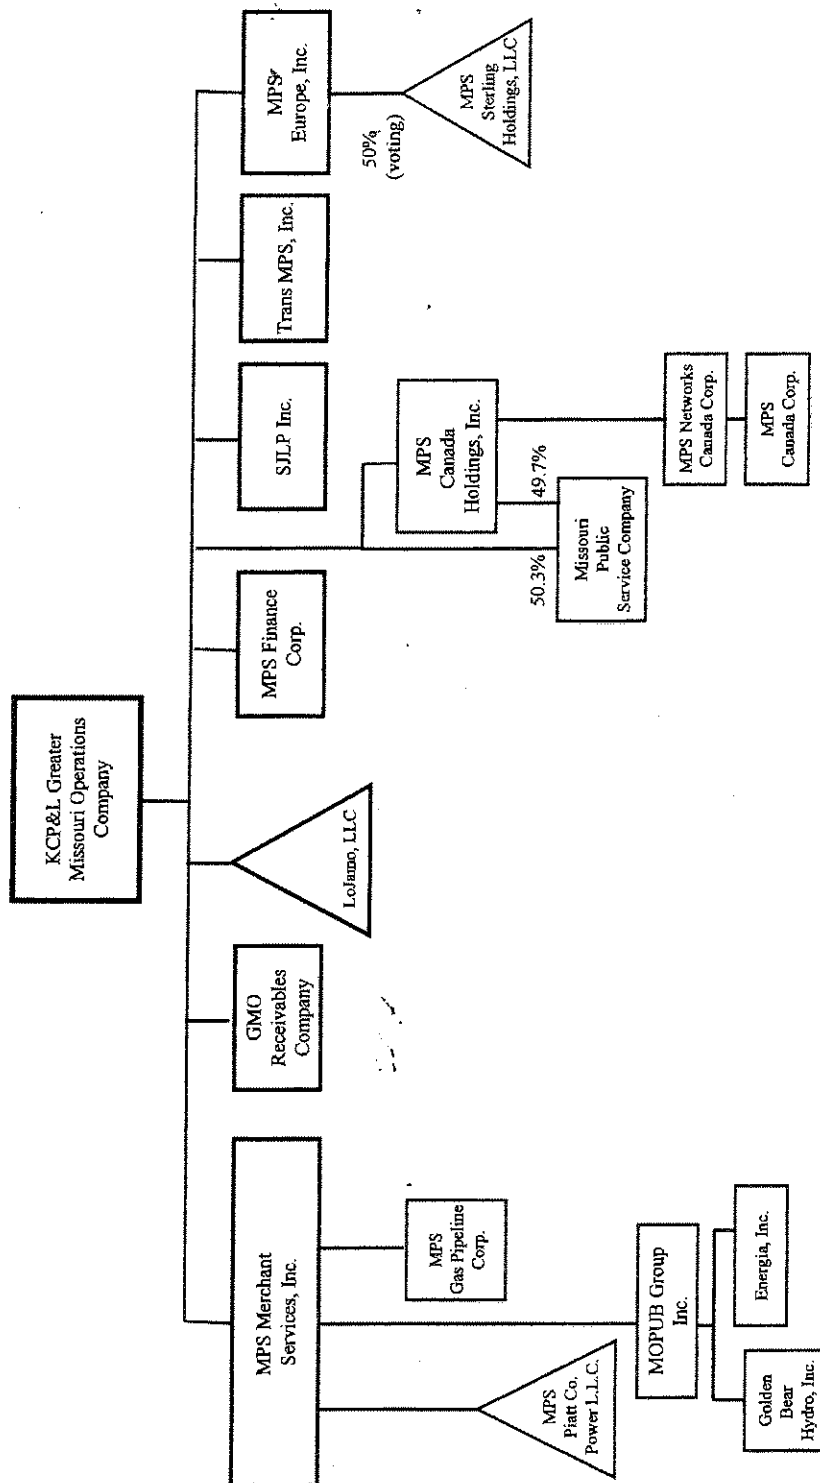 KCP&L Greater
Missouri Operations
Company
MPS Merchant
Services, Inc.
GMO
Receivables
Company
LoJamo, LLC
MPS Finance
Corp.
SJLP Inc.
Trans MPS, Inc.
MPS
Europe, Inc.
MPS
Piatt Co.
Power L.L.C.
MPS
Gas Pipeline
Corp.
MOPUB Group
Inc.
Golden
Bear
Hydro, Inc.
Energia, Inc.
50.3%
49.7%
Missouri
Public
Service Company
MPS
Canada
Holdings, Inc.
MPS Networks
Canada Corp.
MPS
Canada Corp.
50%
(voting)
MPS
Sterling
Holdings, LLC